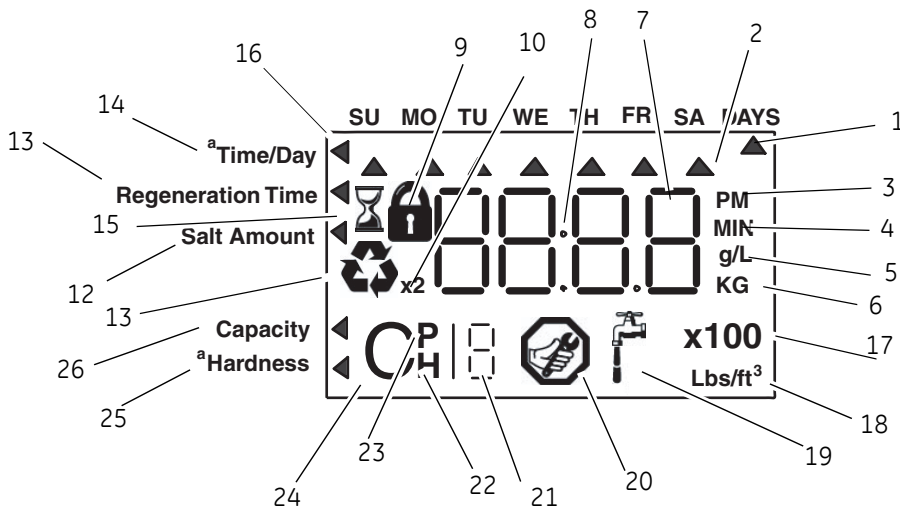 16 9 10 8 7 2
14 SU MO TU WE TH FR SA DAYS 1
13 ᵃTime/Day
Regeneration Time PM 3
15 MIN 4
Salt Amount g/L 5
12 x2 KG 6
13
Capacity P x100 17
26 ᵃHardness C H Lbs/ft³
25 18
24 23 22 21 20 19